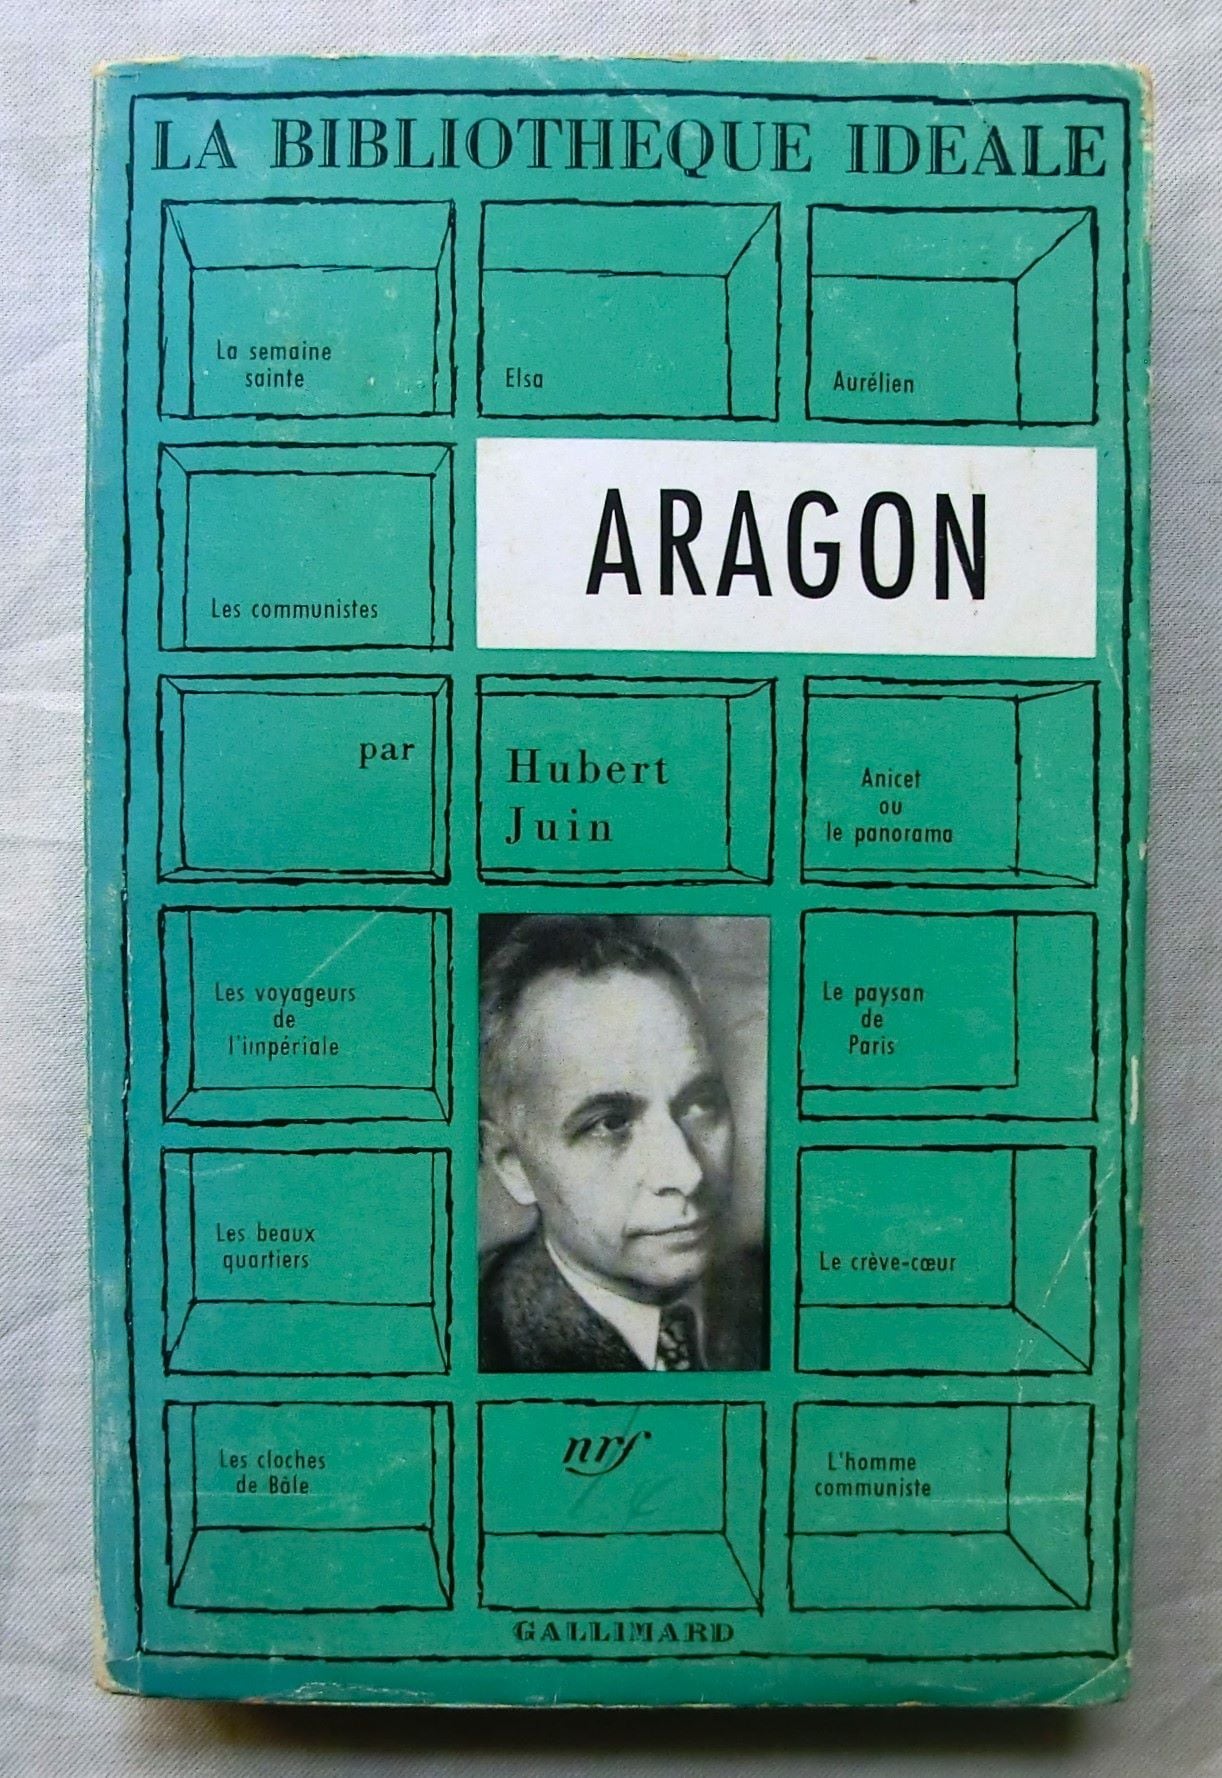 LA BIBLIOTHEQUE IDEALE
La semaine
sainte
Elsa
Aurélien
Les communistes
ARAGON
par
Hubert
Juin
Anicet
ou
le panorama
Les voyageurs
de
l'impériale
Le paysan
de
Paris
Les beaux
quartiers
Le crève-cœur
Les cloches
de Bâle
nrf
L'homme
communiste
GALLIMARD